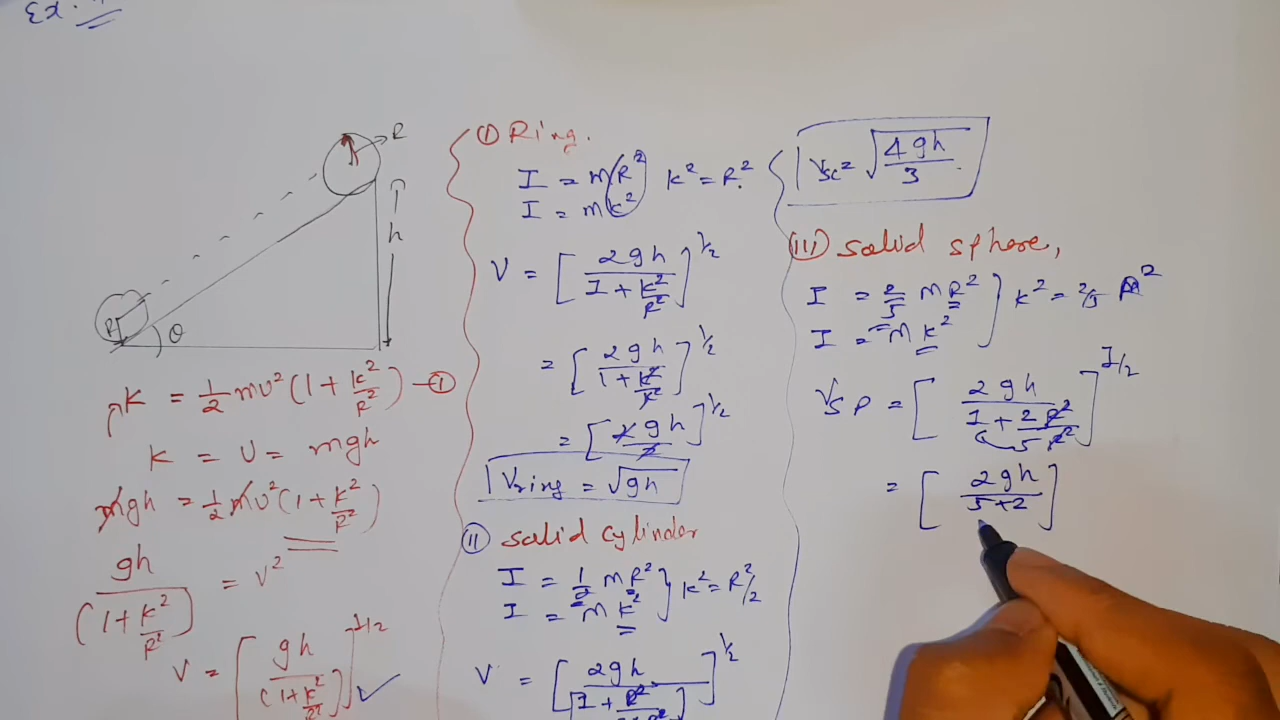 Ex.
R
h
R
θ
K = 1/2 mv² (1 + k²/R²) — ①
K = U = mgh
mgh = 1/2 mv² (1 + k²/R²)
gh/(1 + k²/R²) = v²
v = [gh/(1 + k²/R²)]^1/2 ✓
① Ring.
I = mR² k² = R².
I = mk²
V = [2gh/(1 + k²/R²)]^1/2
= [2gh/(1 + k²/r²)]^1/2
= [2gh/2]^1/2
Vring = √gh
II solid cylinder
I = 1/2 mR² } k² = R²/2
I = mk²
V = [2gh/(1 + R²/2R²)]^1/2
Vsc = √4gh/3
III solid sphere,
I = 2/5 MR² } k² = 2/5 R²
I = Mk²
Vsp = [2gh/(1 + 2R²/5R²)]^1/2
= [2gh/5+2]